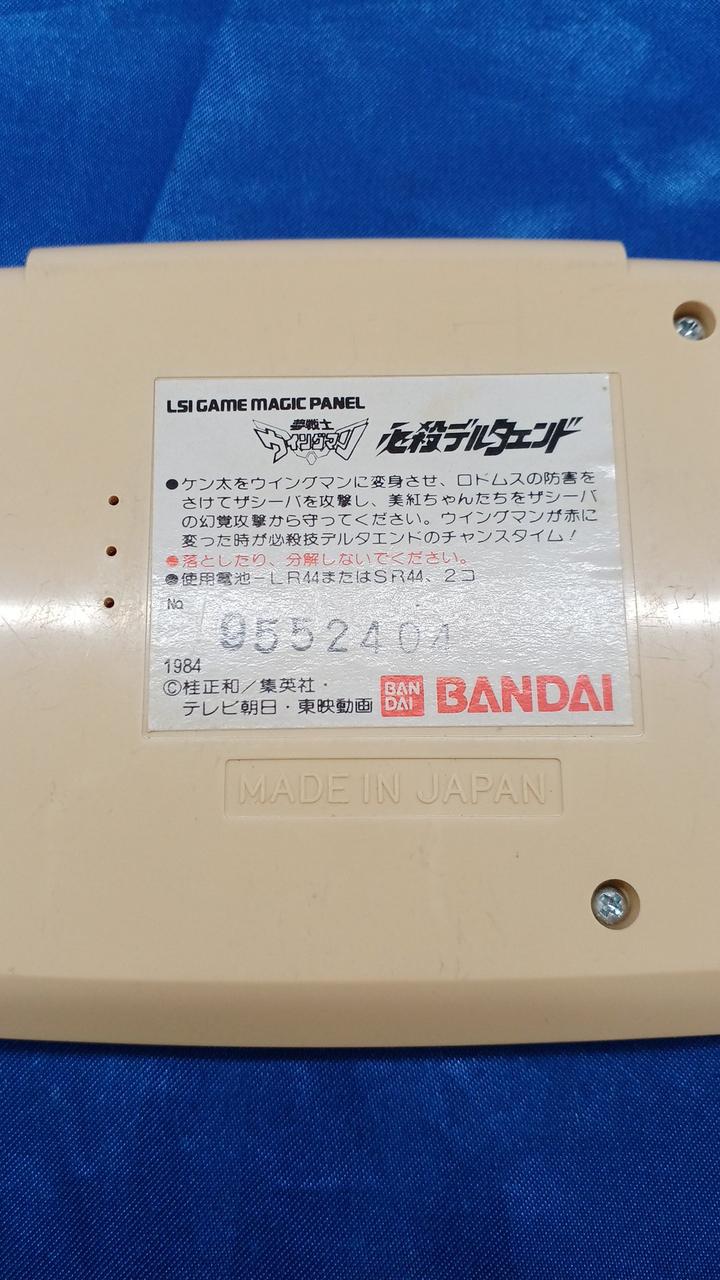 LSI GAME MAGIC PANEL
夢戦士
ウイングマン 必殺デルタエンド
●ケン太をウイングマンに変身させ、ロドムスの防害を
さけてザシーバを攻撃し、美紅ちゃんたちをザシーバ
の幻覚攻撃から守ってください。ウイングマンが赤に
変った時が必殺技デルタエンドのチャンスタイム!
●落としたり、分解しないでください。
●使用電池-LR44またはSR44、2コ
No
9552404
1984
©桂正和/集英社・
テレビ朝日・東映動画 BAN DAI BANDAI
MADE IN JAPAN